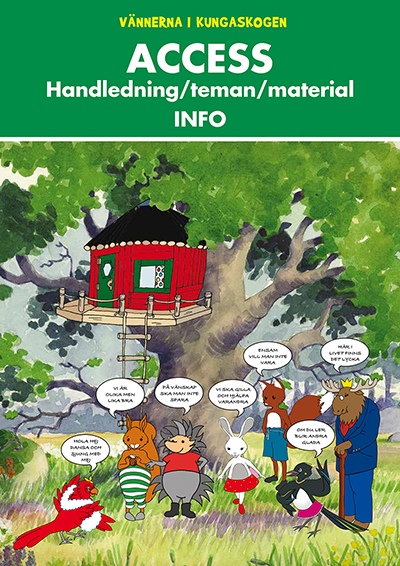 VÄNNERNA I KUNGASKOGEN
ACCESS
Handledning/teman/material
INFO
ENSAM
VILL MAN INTE
VARA
HÄR I
LIVET FINNS
DET LYCKA
VI ÄR
OLIKA MEN
LIKA BRA
PÅ VÄNSKAP
SKA MAN INTE
SPARA
VI SKA GILLA
OCH HJÄLPA
VARANDRA
HOLA HEJ
DANSA OCH
SJUNG MED
MEJ
OM DU LER
BLIR ANDRA
GLADA